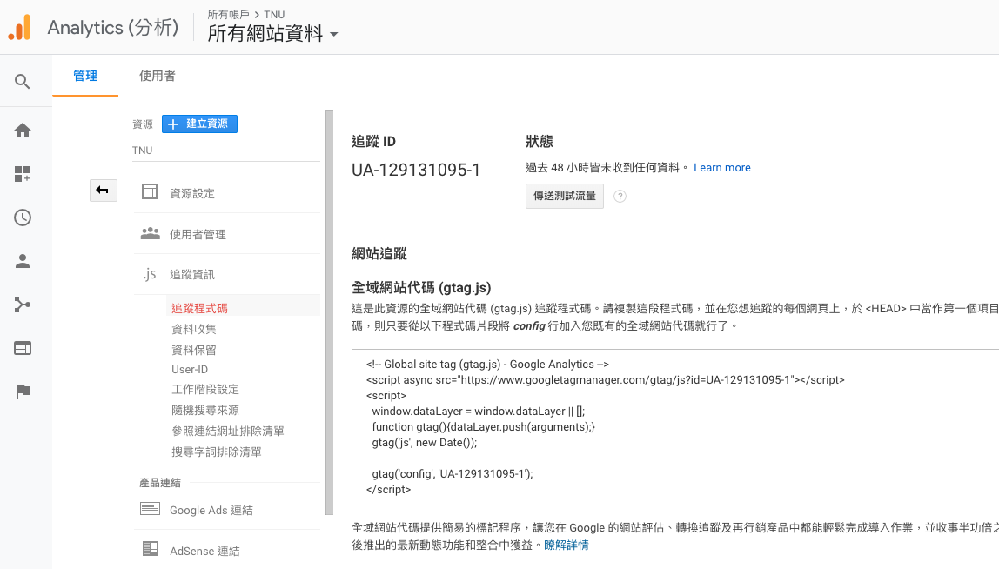 Analytics (分析)
所有帳戶 > TNU
所有網站資料
管理
使用者
資源
建立資源
TNU
資源設定
使用者管理
.js 追蹤資訊
追蹤程式碼
資料收集
資料保留
User-ID
工作階段設定
隨機搜尋來源
參照連結網址排除清單
搜尋字詞排除清單
產品連結
Google Ads 連結
AdSense 連結
追蹤 ID
UA-129131095-1
狀態
過去 48 小時皆未收到任何資料。 Learn more
傳送測試流量
?
網站追蹤
全域網站代碼 (gtag.js)
這是此資源的全域網站代碼 (gtag.js) 追蹤程式碼。請複製這段程式碼，並在您想追蹤的每個網頁上，於 <HEAD> 中當作第一個項目
碼，則只要從以下程式碼片段將 config 行加入您既有的全域網站代碼就行了。
<!-- Global site tag (gtag.js) - Google Analytics -->
<script async src="https://www.googletagmanager.com/gtag/js?id=UA-129131095-1"></script>
<script>
window.dataLayer = window.dataLayer || [];
function gtag(){dataLayer.push(arguments);}
gtag('js', new Date());
gtag('config', 'UA-129131095-1');
</script>
全域網站代碼提供簡易的標記程序，讓您在 Google 的網站評估、轉換追蹤及再行銷產品中都能輕鬆完成導入作業，並收事半功倍之
後推出的最新動態功能和整合中獲益。瞭解詳情